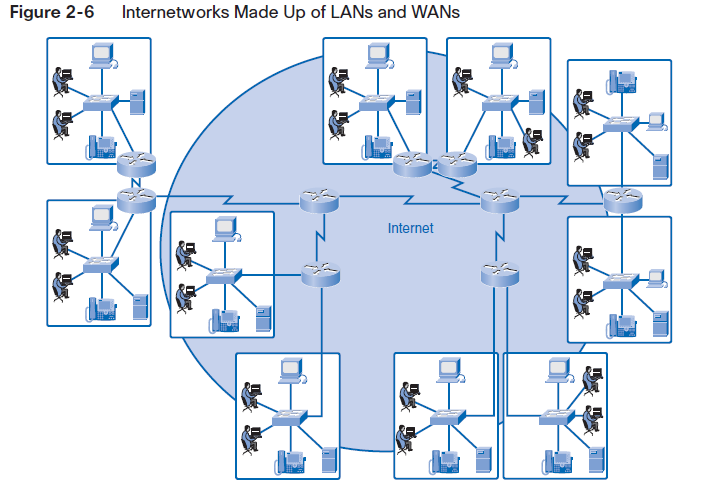 Figure 2-6 Internetworks Made Up of LANs and WANs
Internet